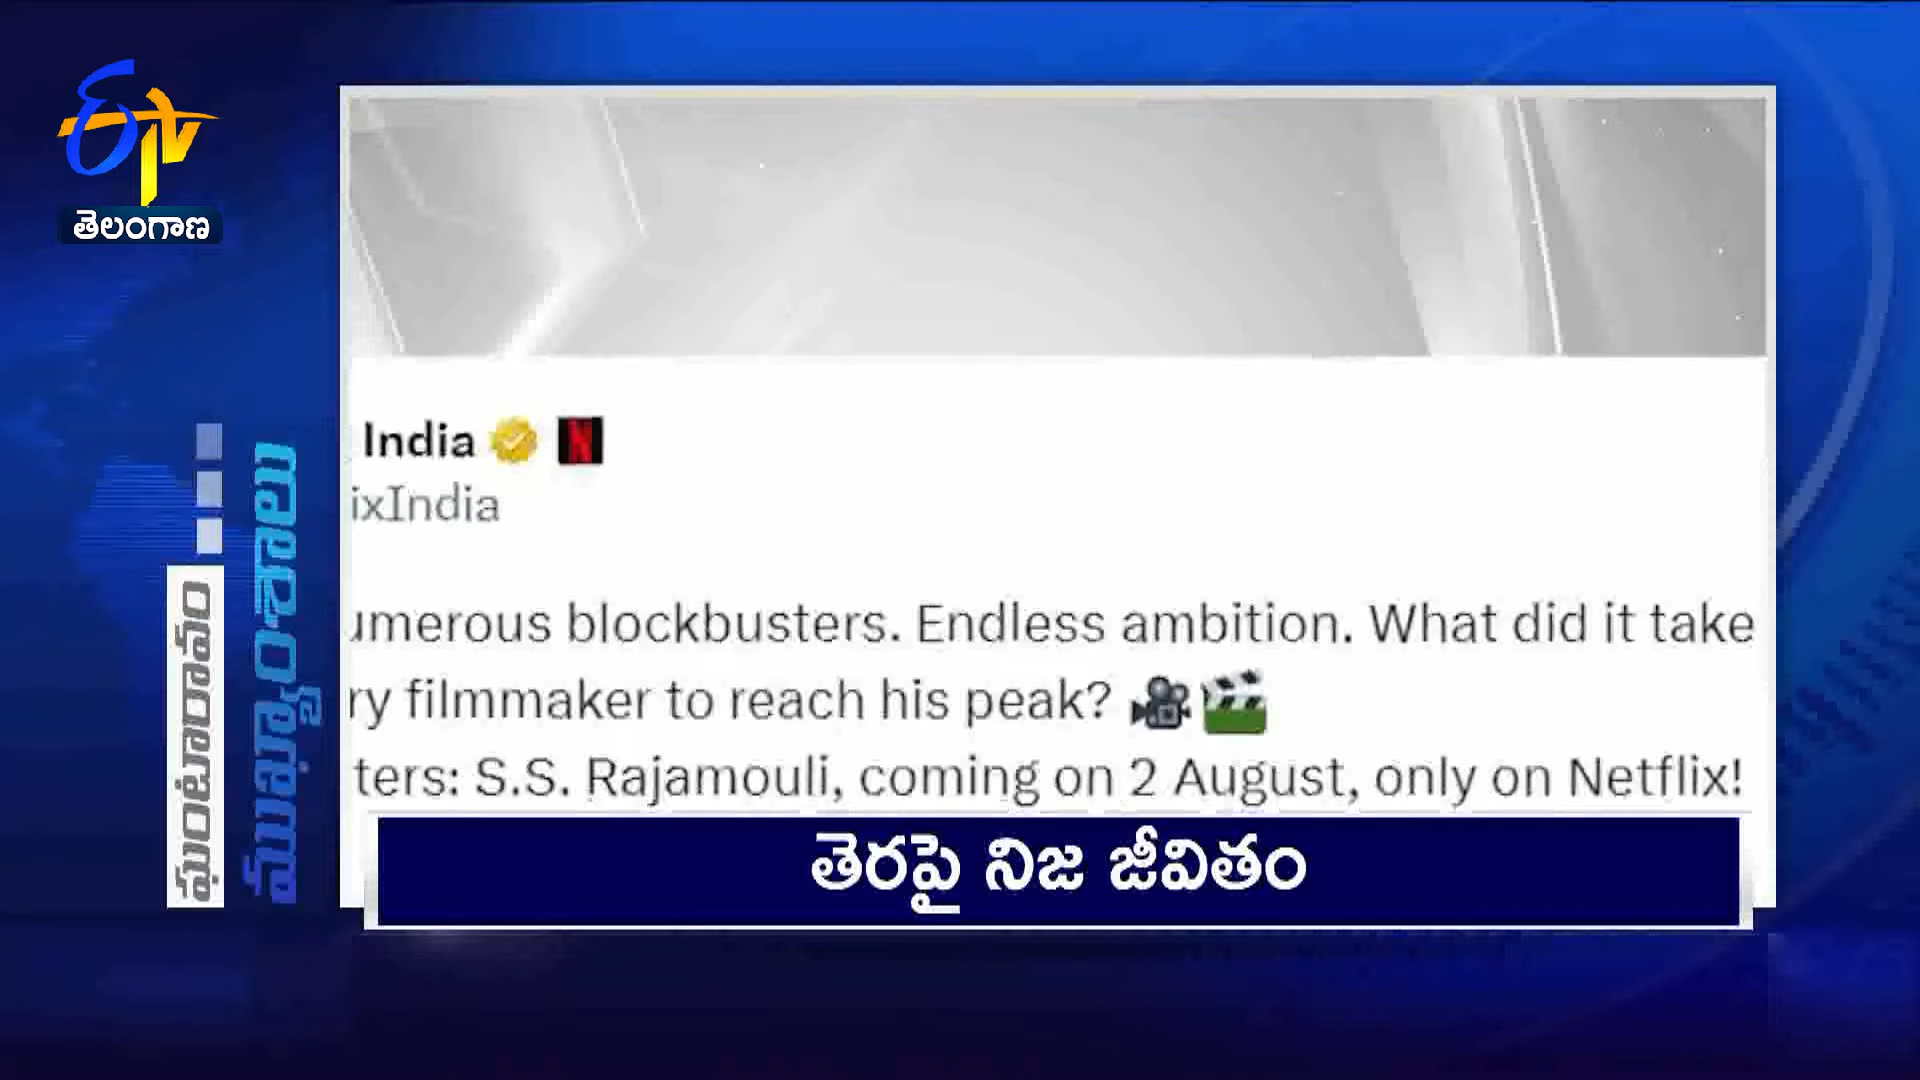 ETV
తెలంగాణ
India
ixIndia
umerous blockbusters. Endless ambition. What did it take
ry filmmaker to reach his peak?
ters: S.S. Rajamouli, coming on 2 August, only on Netflix!
తెరపై నిజ జీవితం
ఘంటారావం
ముఖ్యాంశాలు